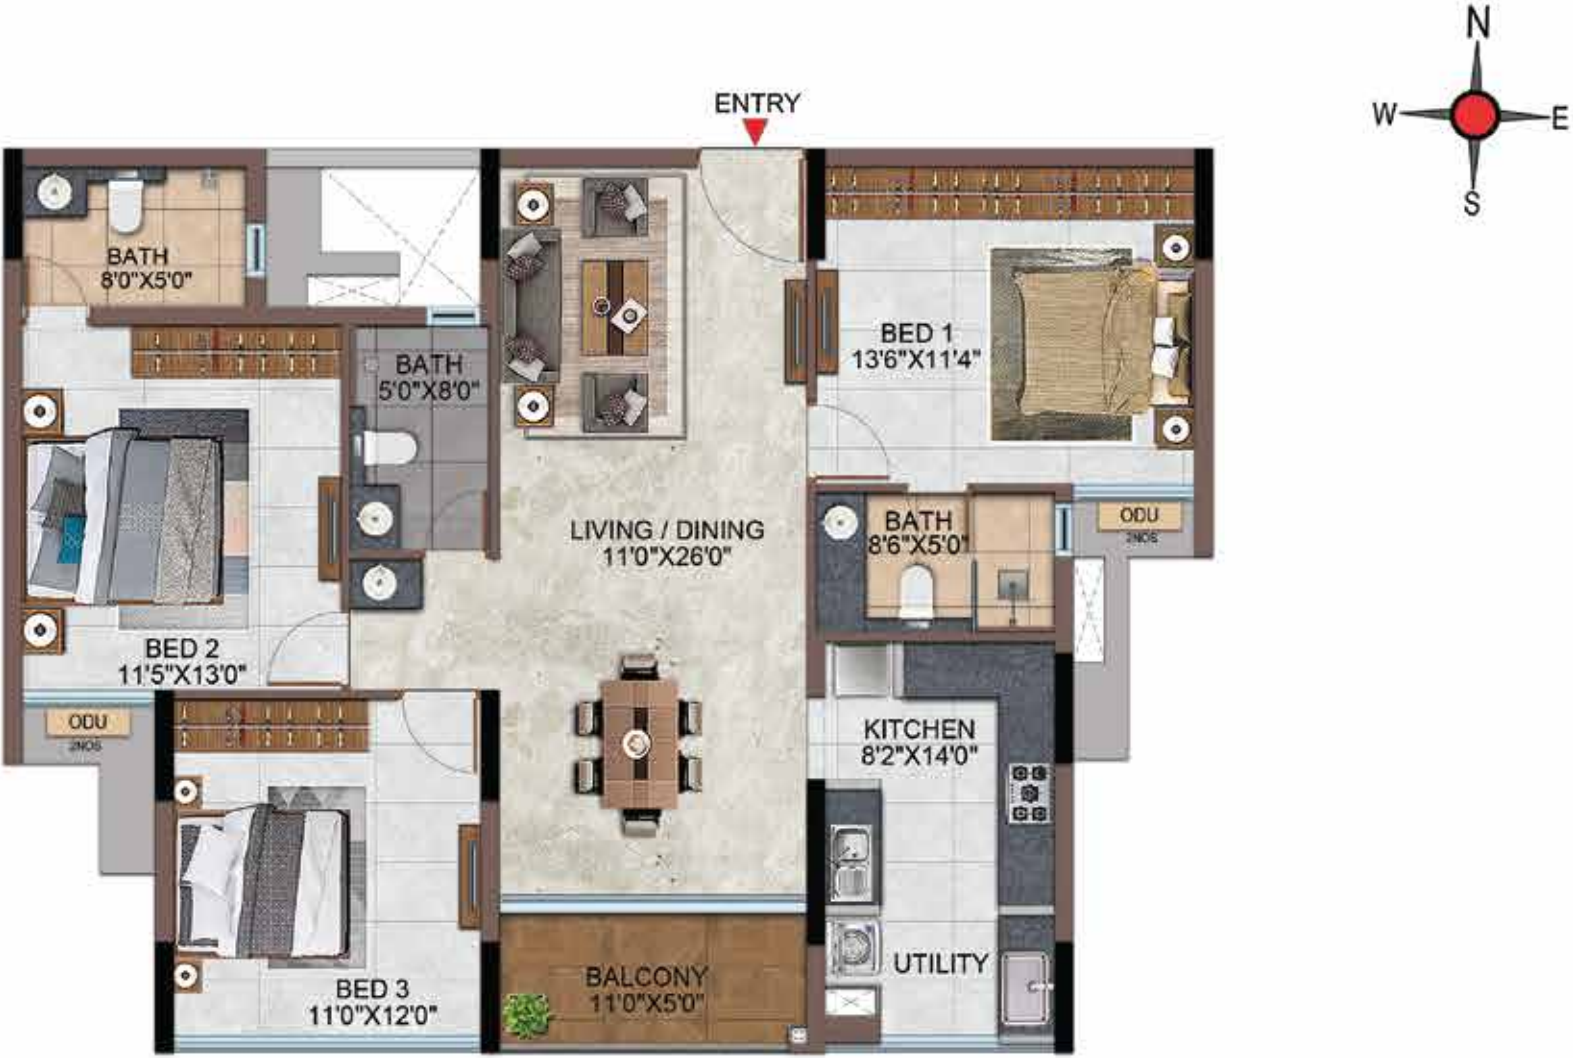 N
W
E
S
ENTRY
BATH
8'0"X5'0"
BATH
5'0"X8'0"
BED 1
13'6"X11'4"
LIVING / DINING
11'0"X26'0"
BATH
8'6"X5'0"
ODU
2NOS
BED 2
11'5"X13'0"
ODU
2NOS
KITCHEN
8'2"X14'0"
UTILITY
BED 3
11'0"X12'0"
BALCONY
11'0"X5'0"